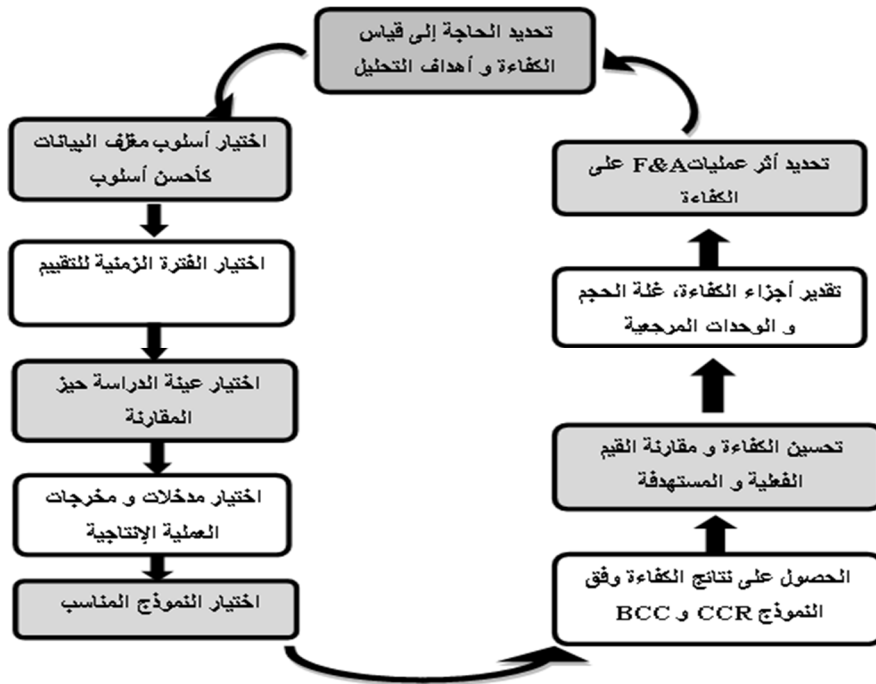 تحديد الحاجة إلى قياس
الكفاءة و أهداف التحليل
اختيار أسلوب مغلف البيانات
كأحسن أسلوب
اختيار الفترة الزمنية للتقييم
اختيار عينة الدراسة حيز
المقارنة
اختيار مدخلات و مخرجات
العملية الإنتاجية
اختيار النموذج المناسب
الحصول على نتائج الكفاءة وفق
النموذج CCR و BCC
تحسين الكفاءة و مقارنة القيم
الفعلية و المستهدفة
تقدير أجزاء الكفاءة، غلة الحجم
و الوحدات المرجعية
تحديد أثر عمليات F&A على
الكفاءة